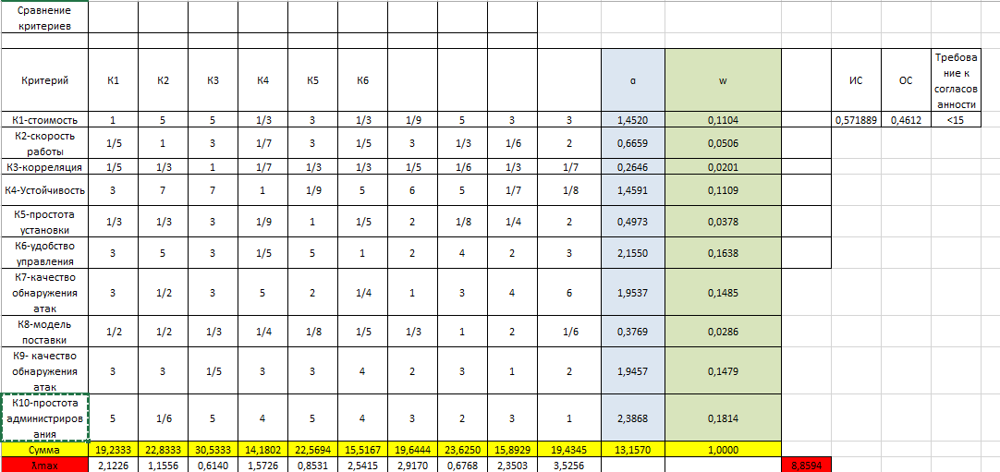 Сравнение
критериев
Критерий К1 К2 К3 К4 К5 К6 α w ИС ОС Требова
ние к
согласов
анности
К1-стоимость 1 5 5 1/3 3 1/3 1/9 5 3 3 1,4520 0,1104 0,571889 0,4612 <15
К2-скорость
работы 1/5 1 3 1/7 3 1/5 3 1/3 1/6 2 0,6659 0,0506
К3-корреляция 1/5 1/3 1 1/7 1/3 1/3 1/5 1/6 1/3 1/7 0,2646 0,0201
К4-Устойчивость 3 7 7 1 1/9 5 6 5 1/7 1/8 1,4591 0,1109
К5-простота
установки 1/3 1/3 3 1/9 1 1/5 2 1/8 1/4 2 0,4973 0,0378
К6-удобство
управления 3 5 3 1/5 5 1 2 4 2 3 2,1550 0,1638
К7-качество
обнаружения
атак 3 1/2 3 5 2 1/4 1 3 4 6 1,9537 0,1485
К8-модель
поставки 1/2 1/2 1/3 1/4 1/8 1/5 1/3 1 2 1/6 0,3769 0,0286
К9- качество
обнаружения
атак 3 3 1/5 3 3 4 2 3 1 2 1,9457 0,1479
К10-простота
администриров
ания 5 1/6 5 4 5 4 3 2 3 1 2,3868 0,1814
Сумма 19,2333 22,8333 30,5333 14,1802 22,5694 15,5167 19,6444 23,6250 15,8929 19,4345 13,1570 1,0000
λmax 2,1226 1,1556 0,6140 1,5726 0,8531 2,5415 2,9170 0,6768 2,3503 3,5256 8,8594